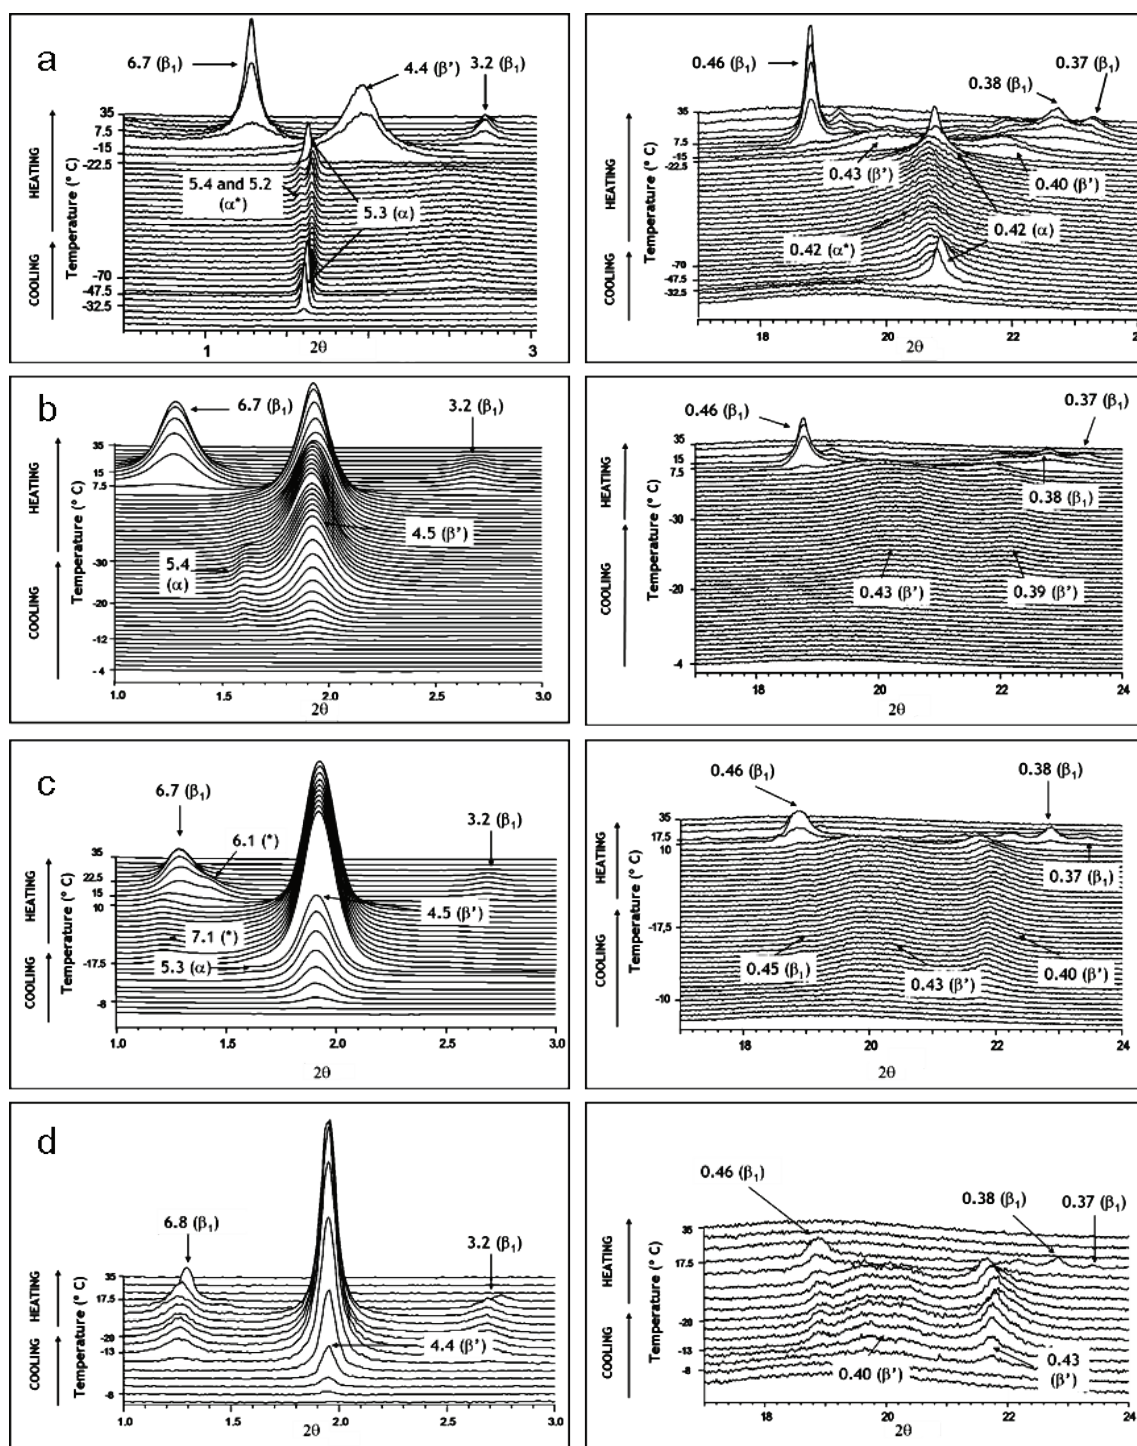 a
6.7 (β1)
4.4 (β')
3.2 (β1)
5.4 and 5.2
(α*)
5.3 (α)
HEATING
COOLING
Temperature (° C)
35
7.5
-15
-22.5
-70
-47.5
-32.5
1
2θ
3
0.46 (β1)
0.38 (β1)
0.37 (β1)
0.43 (β')
0.40 (β')
0.42 (α*)
0.42 (α)
HEATING
COOLING
Temperature (° C)
35
7.5
-15
-22.5
-70
-47.5
-32.5
18
20
22
2θ
b
6.7 (β1)
3.2 (β1)
4.5 (β')
5.4
(α)
HEATING
COOLING
Temperature (° C)
35
15
7.5
-30
-20
-12
-4
1.0
1.5
2.0
2.5
3.0
2θ
0.46 (β1)
0.37 (β1)
0.38 (β1)
0.43 (β')
0.39 (β')
HEATING
COOLING
Temperature (° C)
35
15
7.5
-30
-20
-4
18
20
22
24
2θ
c
6.7 (β1)
6.1 (*)
3.2 (β1)
4.5 (β')
7.1 (*)
5.3 (α)
HEATING
COOLING
Temperature (° C)
35
22.5
15
10
-17.5
-8
1.0
1.5
2.0
2.5
3.0
2θ
0.46 (β1)
0.38 (β1)
0.37 (β1)
0.45 (β1)
0.43 (β')
0.40 (β')
HEATING
COOLING
Temperature (° C)
35
17.5
10
-17,5
-10
18
20
22
24
2θ
d
6.8 (β1)
3.2 (β1)
4.4 (β')
HEATING
COOLING
Temperature (° C)
35
17.5
-20
-13
-8
1.0
1.5
2.0
2.5
3.0
2θ
0.46 (β1)
0.38 (β1)
0.37 (β1)
0.40 (β')
0.43
(β')
HEATING
COOLING
Temperature (° C)
35
17.5
-20
-13
-8
18
20
22
24
2θ